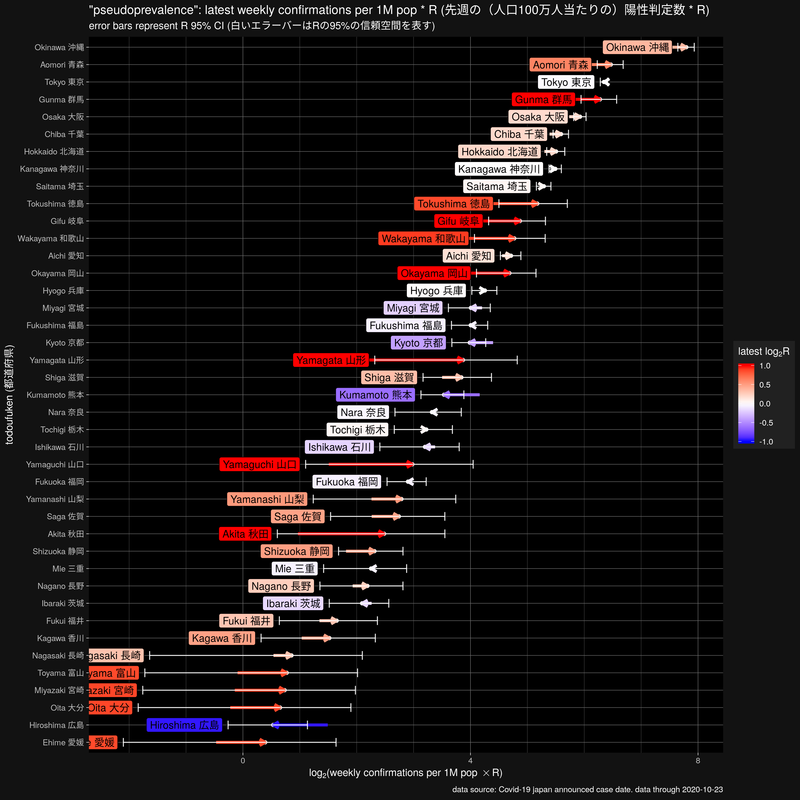 "pseudoprevalence": latest weekly confirmations per 1M pop * R (先週の（人口100万人当たりの）陽性判定数 * R)
error bars represent R 95% CI (白いエラーバーはRの95%の信頼空間を表す)
todoufuken (都道府県)
Okinawa 沖縄 Okinawa 沖縄
Aomori 青森 Aomori 青森
Tokyo 東京 Tokyo 東京
Gunma 群馬 Gunma 群馬
Osaka 大阪 Osaka 大阪
Chiba 千葉 Chiba 千葉
Hokkaido 北海道 Hokkaido 北海道
Kanagawa 神奈川 Kanagawa 神奈川
Saitama 埼玉 Saitama 埼玉
Tokushima 徳島 Tokushima 徳島
Gifu 岐阜 Gifu 岐阜
Wakayama 和歌山 Wakayama 和歌山
Aichi 愛知 Aichi 愛知
Okayama 岡山 Okayama 岡山
Hyogo 兵庫 Hyogo 兵庫
Miyagi 宮城 Miyagi 宮城
Fukushima 福島 Fukushima 福島
Kyoto 京都 Kyoto 京都
Yamagata 山形 Yamagata 山形
Shiga 滋賀 Shiga 滋賀
Kumamoto 熊本 Kumamoto 熊本
Nara 奈良 Nara 奈良
Tochigi 栃木 Tochigi 栃木
Ishikawa 石川 Ishikawa 石川
Yamaguchi 山口 Yamaguchi 山口
Fukuoka 福岡 Fukuoka 福岡
Yamanashi 山梨 Yamanashi 山梨
Saga 佐賀 Saga 佐賀
Akita 秋田 Akita 秋田
Shizuoka 静岡 Shizuoka 静岡
Mie 三重 Mie 三重
Nagano 長野 Nagano 長野
Ibaraki 茨城 Ibaraki 茨城
Fukui 福井 Fukui 福井
Kagawa 香川 Kagawa 香川
Nagasaki 長崎 gasaki 長崎
Toyama 富山 yama 富山
Miyazaki 宮崎 azaki 宮崎
Oita 大分 Oita 大分
Hiroshima 広島 Hiroshima 広島
Ehime 愛媛 愛媛
0 4 8
log2(weekly confirmations per 1M pop × R)
latest log2R
1.0
0.5
0.0
-0.5
-1.0
data source: Covid-19 japan announced case date. data through 2020-10-23